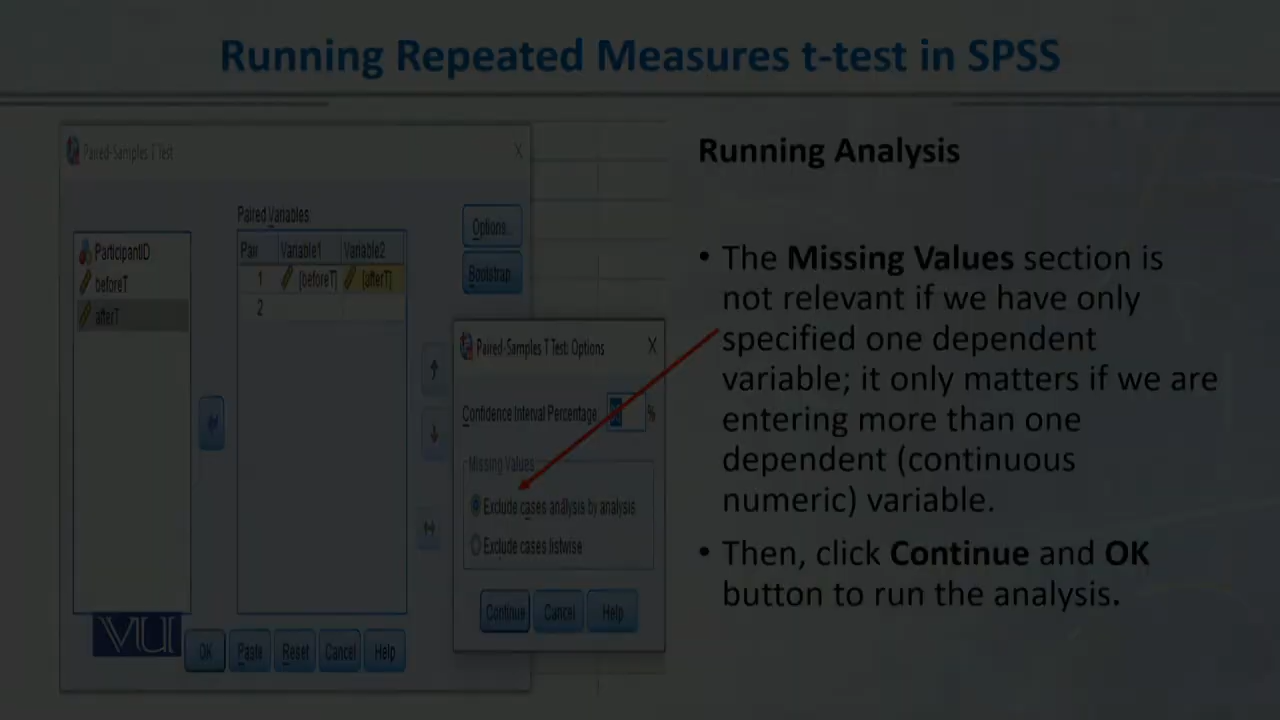 Running Repeated Measures t-test in SPSS
Paired-Samples T Test
X
Paired Variables:
ParticipantID
beforeT
afterT
Pair Variable1 Variable2
1 [beforeT] [afterT]
2
Options...
Bootstrap...
Paired-Samples T Test: Options
X
Confidence Interval Percentage: %
Missing Values
Exclude cases analysis by analysis
Exclude cases listwise
Continue Cancel Help
VU
OK Paste Reset Cancel Help
Running Analysis
• The Missing Values section is
not relevant if we have only
specified one dependent
variable; it only matters if we are
entering more than one
dependent (continuous
numeric) variable.
• Then, click Continue and OK
button to run the analysis.